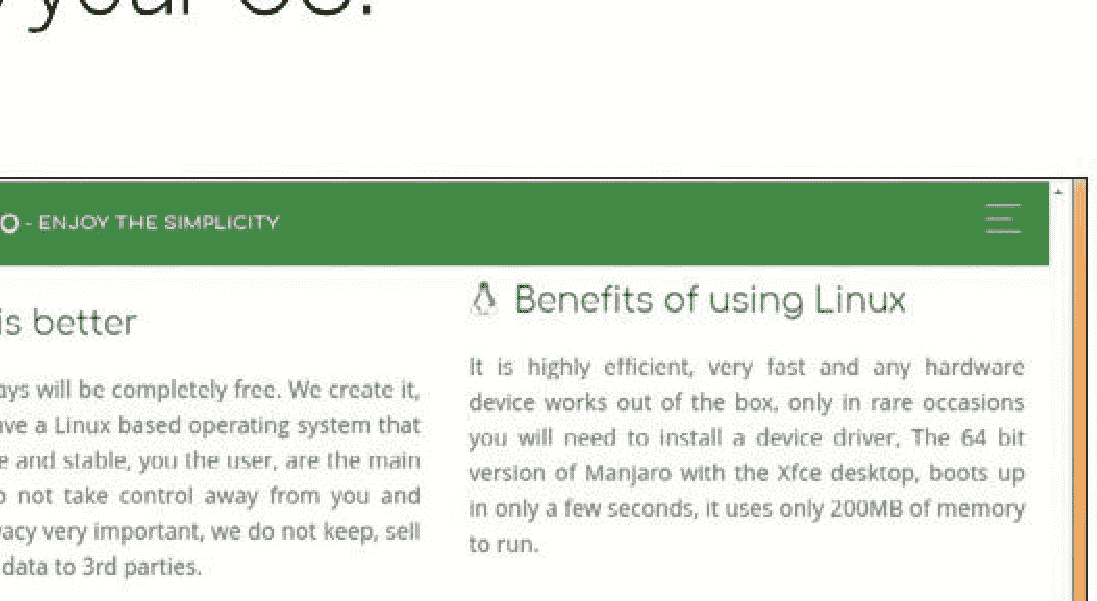 your OS.
O - ENJOY THE SIMPLICITY
is better
ays will be completely free. We create it,
ave a Linux based operating system that
e and stable, you the user, are the main
o not take control away from you and
vacy very important, we do not keep, sell
data to 3rd parties.
Benefits of using Linux
It is highly efficient, very fast and any hardware
device works out of the box, only in rare occasions
you will need to install a device driver. The 64 bit
version of Manjaro with the Xfce desktop, boots up
in only a few seconds, it uses only 200MB of memory
to run.